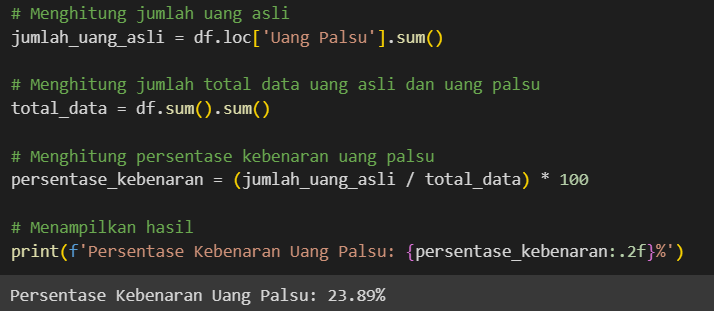 # Menghitung jumlah uang asli
jumlah_uang_asli = df.loc['Uang Palsu'].sum()
# Menghitung jumlah total data uang asli dan uang palsu
total_data = df.sum().sum()
# Menghitung persentase kebenaran uang palsu
persentase_kebenaran = (jumlah_uang_asli / total_data) * 100
# Menampilkan hasil
print(f'Persentase Kebenaran Uang Palsu: {persentase_kebenaran:.2f}%')
Persentase Kebenaran Uang Palsu: 23.89%